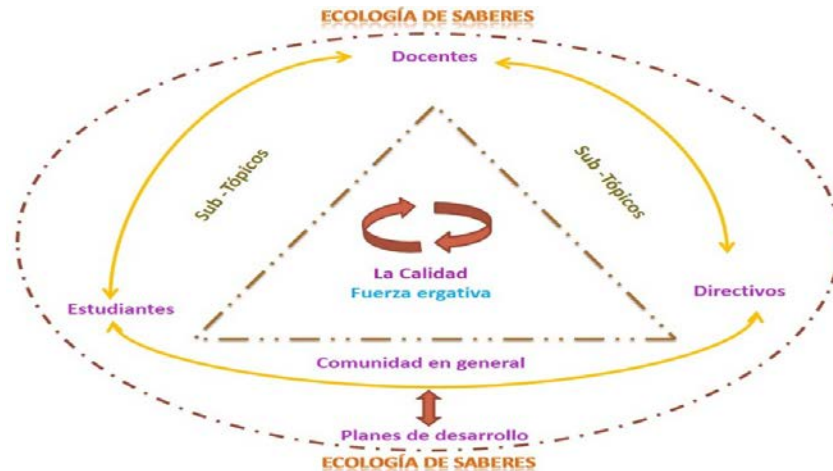 ECOLOGÍA DE SABERES
Docentes
Sub -Tópicos
Sub -Tópicos
La Calidad
Fuerza ergativa
Estudiantes
Directivos
Comunidad en general
Planes de desarrollo
ECOLOGÍA DE SABERES